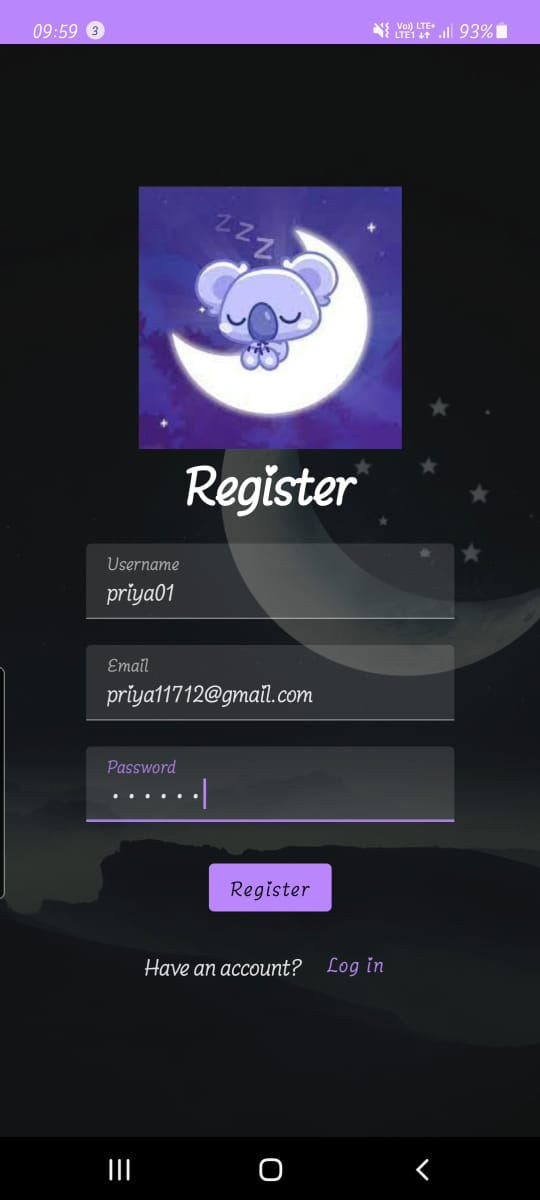 09:59 3 Vo) LTE+ 93%
LTE1
Z Z Z
Register
Username
priya01
Email
priya11712@gmail.com
Password
Register
Have an account? Log in